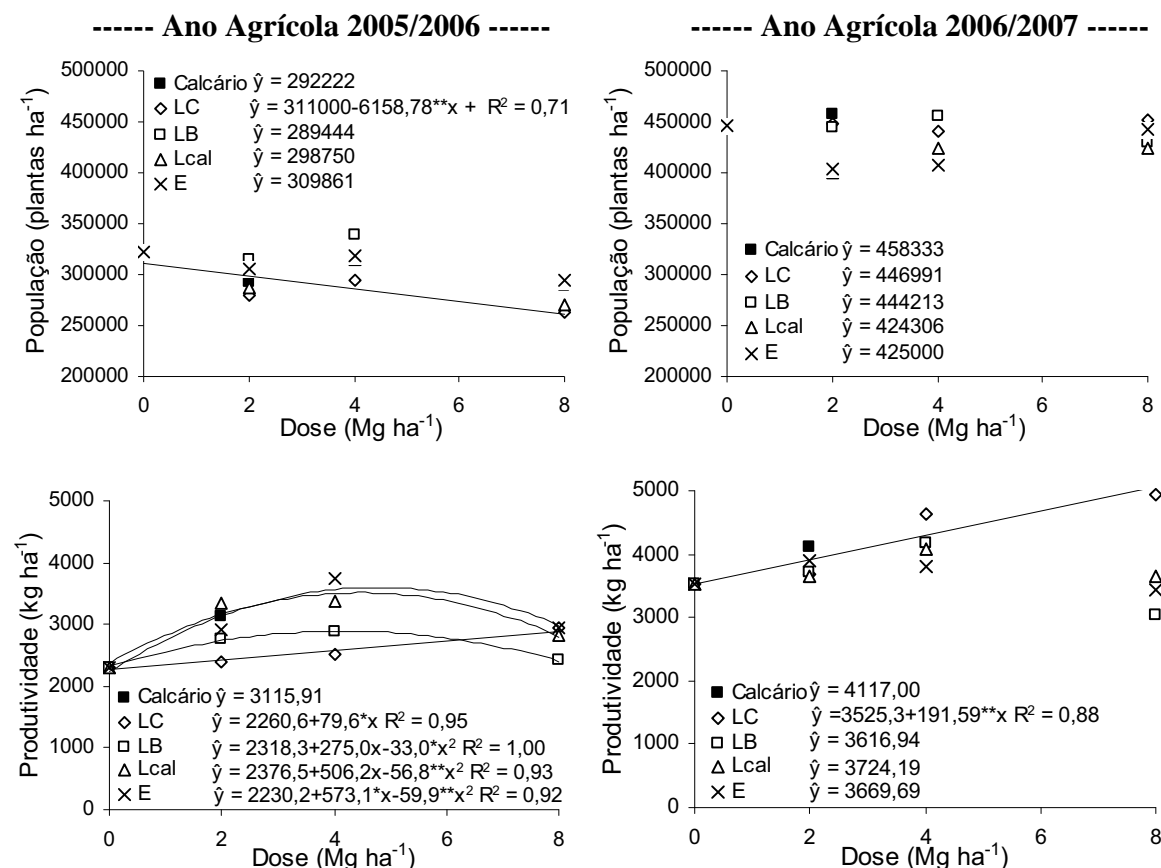 ------ Ano Agrícola 2005/2006 ------
500000
450000
400000
350000
300000
250000
200000
População (plantas ha⁻¹)
Calcário ŷ = 292222
LC ŷ = 311000-6158,78**x + R² = 0,71
LB ŷ = 289444
Lcal ŷ = 298750
E ŷ = 309861
0 2 4 6 8
Dose (Mg ha⁻¹)
------ Ano Agrícola 2006/2007 ------
500000
450000
400000
350000
300000
250000
200000
População (plantas ha⁻¹)
Calcário ŷ = 458333
LC ŷ = 446991
LB ŷ = 444213
Lcal ŷ = 424306
E ŷ = 425000
0 2 4 6 8
Dose (Mg ha⁻¹)
5000
4000
3000
2000
1000
0
Produtividade (kg ha⁻¹)
Calcário ŷ = 3115,91
LC ŷ = 2260,6+79,6*x R² = 0,95
LB ŷ = 2318,3+275,0x-33,0*x² R² = 1,00
Lcal ŷ = 2376,5+506,2x-56,8**x² R² = 0,93
E ŷ = 2230,2+573,1*x-59,9**x² R² = 0,92
0 2 4 6 8
Dose (Mg ha⁻¹)
5000
4000
3000
2000
1000
0
Produtividade (kg ha⁻¹)
Calcário ŷ = 4117,00
LC ŷ =3525,3+191,59**x R² = 0,88
LB ŷ = 3616,94
Lcal ŷ = 3724,19
E ŷ = 3669,69
0 2 4 6 8
Dose (Mg ha⁻¹)